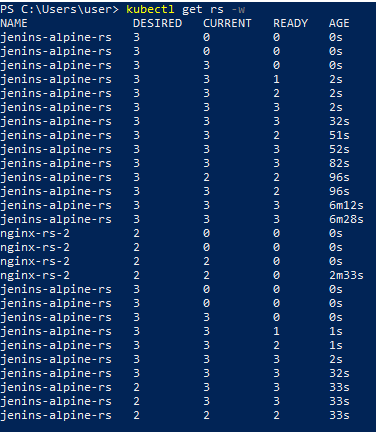 PS C:\Users\user> kubectl get rs -w
NAME DESIRED CURRENT READY AGE
jenins-alpine-rs 3 0 0 0s
jenins-alpine-rs 3 0 0 0s
jenins-alpine-rs 3 3 0 0s
jenins-alpine-rs 3 3 1 2s
jenins-alpine-rs 3 3 2 2s
jenins-alpine-rs 3 3 3 2s
jenins-alpine-rs 3 3 3 32s
jenins-alpine-rs 3 3 2 51s
jenins-alpine-rs 3 3 3 52s
jenins-alpine-rs 3 3 3 82s
jenins-alpine-rs 3 2 2 96s
jenins-alpine-rs 3 3 2 96s
jenins-alpine-rs 3 3 3 6m12s
jenins-alpine-rs 3 3 3 6m28s
nginx-rs-2 2 0 0 0s
nginx-rs-2 2 0 0 0s
nginx-rs-2 2 2 0 0s
nginx-rs-2 2 2 0 2m33s
jenins-alpine-rs 3 0 0 0s
jenins-alpine-rs 3 0 0 0s
jenins-alpine-rs 3 3 0 0s
jenins-alpine-rs 3 3 1 1s
jenins-alpine-rs 3 3 2 1s
jenins-alpine-rs 3 3 3 2s
jenins-alpine-rs 3 3 3 32s
jenins-alpine-rs 2 3 3 33s
jenins-alpine-rs 2 3 3 33s
jenins-alpine-rs 2 2 2 33s